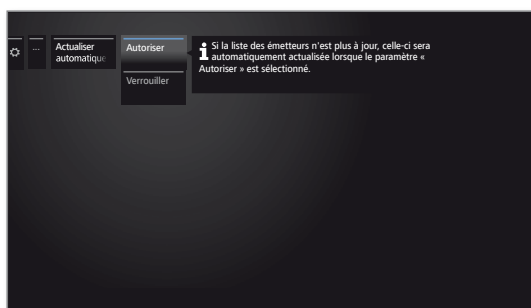 ...
Actualiser
automatique
Autoriser
Verrouiller
Si la liste des émetteurs n'est plus à jour, celle-ci sera
automatiquement actualisée lorsque le paramètre «
Autoriser » est sélectionné.